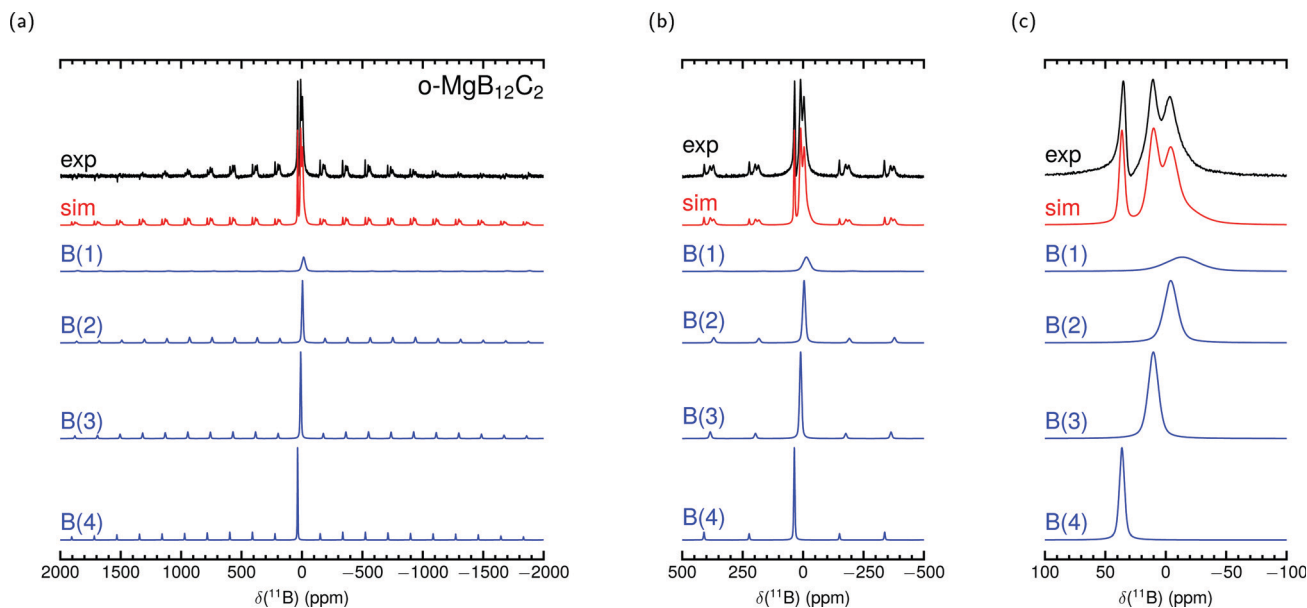 (a)
o-MgB₁₂C₂
exp
sim
B(1)
B(2)
B(3)
B(4)
2000 1500 1000 500 0 −500 −1000 −1500 −2000
δ(¹¹B) (ppm)
(b)
exp
sim
B(1)
B(2)
B(3)
B(4)
500 250 0 −250 −500
δ(¹¹B) (ppm)
(c)
exp
sim
B(1)
B(2)
B(3)
B(4)
100 50 0 −50 −100
δ(¹¹B) (ppm)